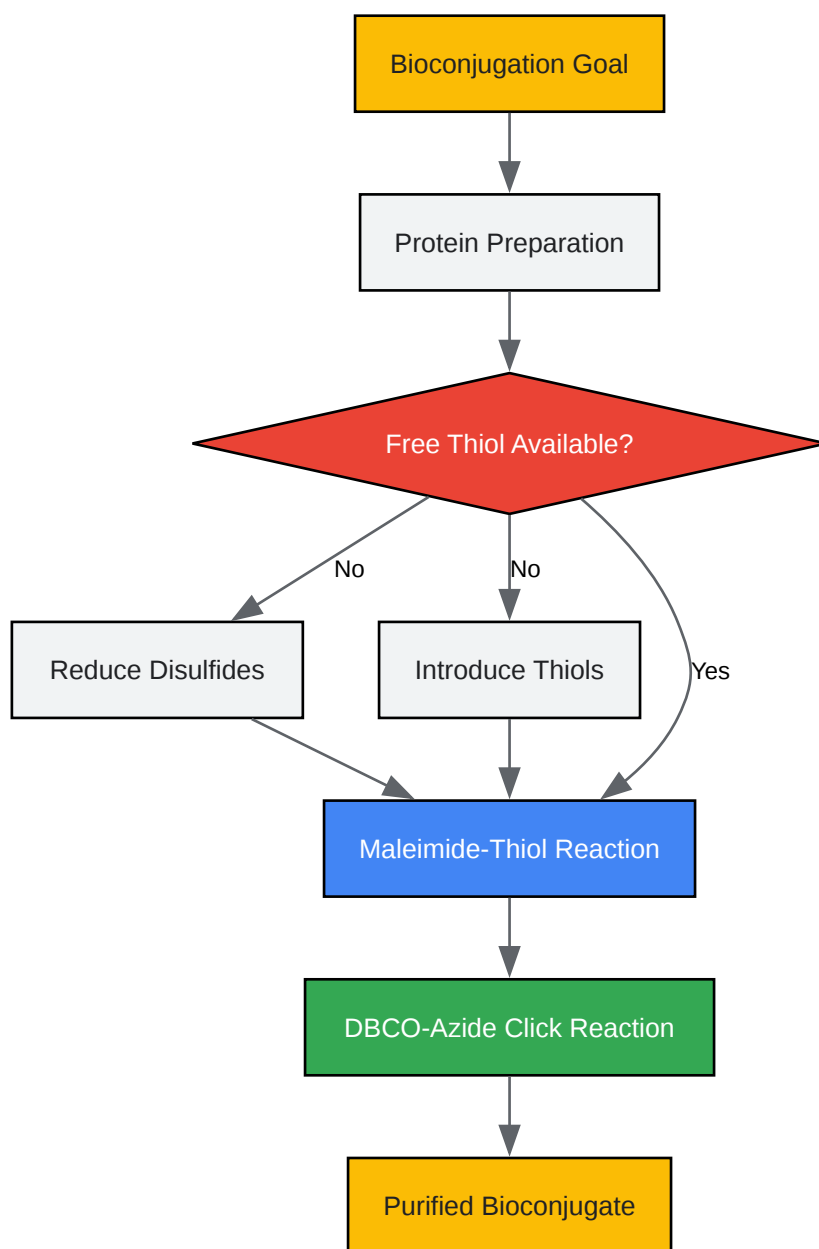 Bioconjugation Goal
Protein Preparation
Free Thiol Available?
No
No
Yes
Reduce Disulfides
Introduce Thiols
Maleimide-Thiol Reaction
DBCO-Azide Click Reaction
Purified Bioconjugate